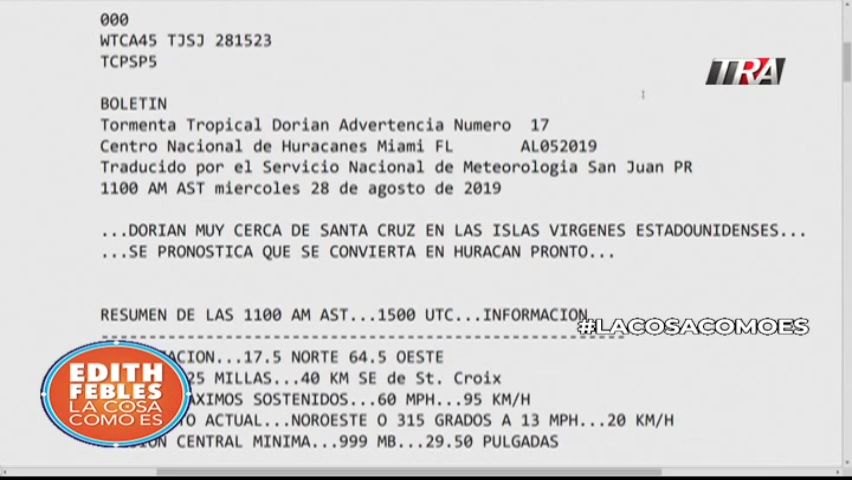 000
WTCA45 TJSJ 281523
TCPSP5
TRA
BOLETIN
Tormenta Tropical Dorian Advertencia Numero 17
Centro Nacional de Huracanes Miami FL AL052019
Traducido por el Servicio Nacional de Meteorologia San Juan PR
1100 AM AST miercoles 28 de agosto de 2019
...DORIAN MUY CERCA DE SANTA CRUZ EN LAS ISLAS VIRGENES ESTADOUNIDENSES...
...SE PRONOSTICA QUE SE CONVIERTA EN HURACAN PRONTO...
RESUMEN DE LAS 1100 AM AST...1500 UTC...INFORMACION
#LACOSACOMOES
----------------------------------------------------
ACION...17.5 NORTE 64.5 OESTE
25 MILLAS...40 KM SE de St. Croix
AXIMOS SOSTENIDOS...60 MPH...95 KM/H
TO ACTUAL...NOROESTE O 315 GRADOS A 13 MPH...20 KM/H
ION CENTRAL MINIMA...999 MB...29.50 PULGADAS
EDITH
FEBLES
LA COSA
COMO ES